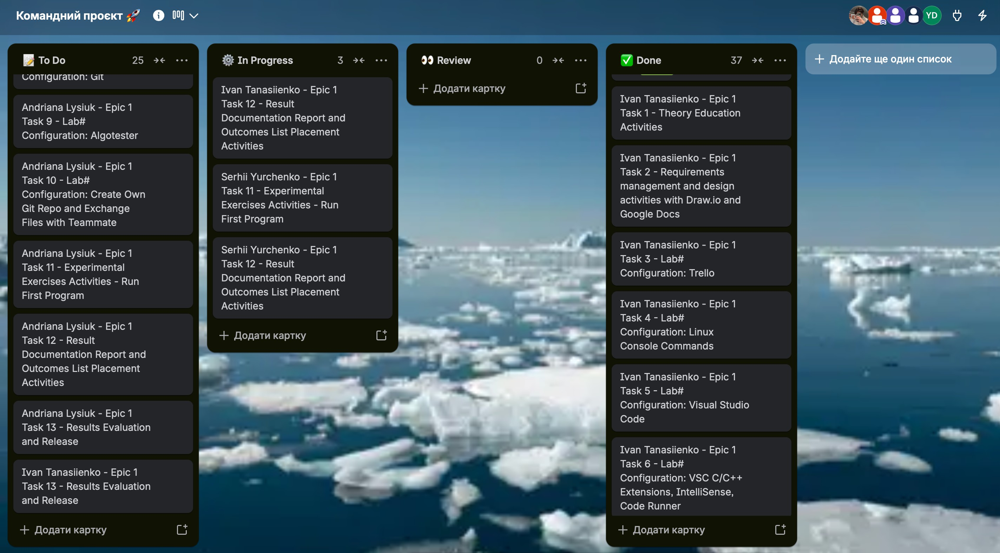 Командний проєкт 🚀
YD
📝 To Do 25
Configuration: Git
Andriana Lysiuk - Epic 1
Task 9 - Lab#
Configuration: Algotester
Andriana Lysiuk - Epic 1
Task 10 - Lab#
Configuration: Create Own
Git Repo and Exchange
Files with Teammate
Andriana Lysiuk - Epic 1
Task 11 - Experimental
Exercises Activities - Run
First Program
Andriana Lysiuk - Epic 1
Task 12 - Result
Documentation Report and
Outcomes List Placement
Activities
Andriana Lysiuk - Epic 1
Task 13 - Results Evaluation
and Release
Ivan Tanasiienko - Epic 1
Task 13 - Results Evaluation
and Release
+ Додати картку
⚙️ In Progress 3
Ivan Tanasiienko - Epic 1
Task 12 - Result
Documentation Report and
Outcomes List Placement
Activities
Serhii Yurchenko - Epic 1
Task 11 - Experimental
Exercises Activities - Run
First Program
Serhii Yurchenko - Epic 1
Task 12 - Result
Documentation Report and
Outcomes List Placement
Activities
+ Додати картку
👀 Review 0
+ Додати картку
✅ Done 37
Ivan Tanasiienko - Epic 1
Task 1 - Theory Education
Activities
Ivan Tanasiienko - Epic 1
Task 2 - Requirements
management and design
activities with Draw.io and
Google Docs
Ivan Tanasiienko - Epic 1
Task 3 - Lab#
Configuration: Trello
Ivan Tanasiienko - Epic 1
Task 4 - Lab#
Configuration: Linux
Console Commands
Ivan Tanasiienko - Epic 1
Task 5 - Lab#
Configuration: Visual Studio
Code
Ivan Tanasiienko - Epic 1
Task 6 - Lab#
Configuration: VSC C/C++
Extensions, IntelliSense,
Code Runner
+ Додати картку
+ Додайте ще один список